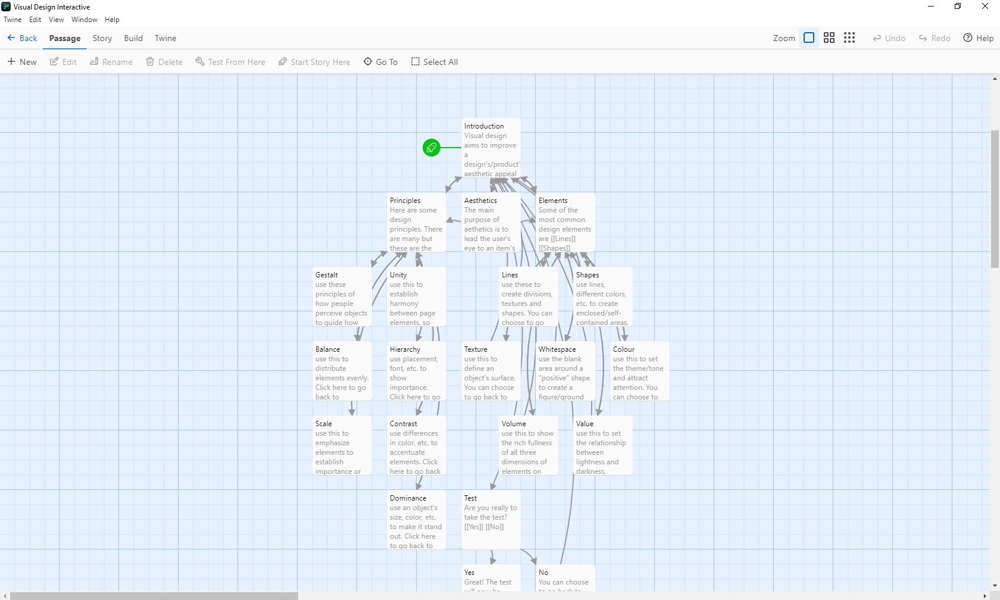 Visual Design Interactive
Twine Edit View Window Help
Back Passage Story Build Twine Zoom Undo Redo Help
New Edit Rename Delete Test From Here Start Story Here Go To Select All
Introduction
Visual design
aims to improve
a
design's/product'
aesthetic appeal
Principles
Here are some
design
principles. There
are many but
these are the
Aesthetics
The main
purpose of
aethetics is to
lead the user's
eye to an item's
Elements
Some of the
most common
design elements
are [[Lines]]
[[Shapes]]
Gestalt
use these
principles of
how people
perceive objects
to guide how
Unity
use this to
establish
harmony
between page
elements, so
Lines
use these to
create divisions,
textures and
shapes. You can
choose to go
Shapes
use lines,
different colors,
etc. to create
enclosed/self-
contained areas.
Balance
use this to
distribute
elements evenly.
Click here to go
back to
Hierarchy
use placement,
font, etc. to
show
importance.
Click here to go
Texture
use this to
define an
object's surface.
You can choose
to go back to
Whitespace
use the blank
area around a
"positive" shape
to create a
figure/ground
Colour
use this to set
the theme/tone
and attract
attention. You
can choose to
Scale
use this to
emphasize
elements to
establish
importance or
Contrast
use differences
in color, etc. to
accentuate
elements. Click
here to go back
Volume
use this to show
the rich fullness
of all three
dimensions of
elements on
Value
use this to set
the relationship
between
lightness and
darkness,
Dominance
use an object's
size, color, etc.
to make it stand
out. Click here
to go back to
Test
Are you really to
take the test?
[[Yes]] [[No]]
Yes
Great! The test
will now be
No
You can choose
to go back to